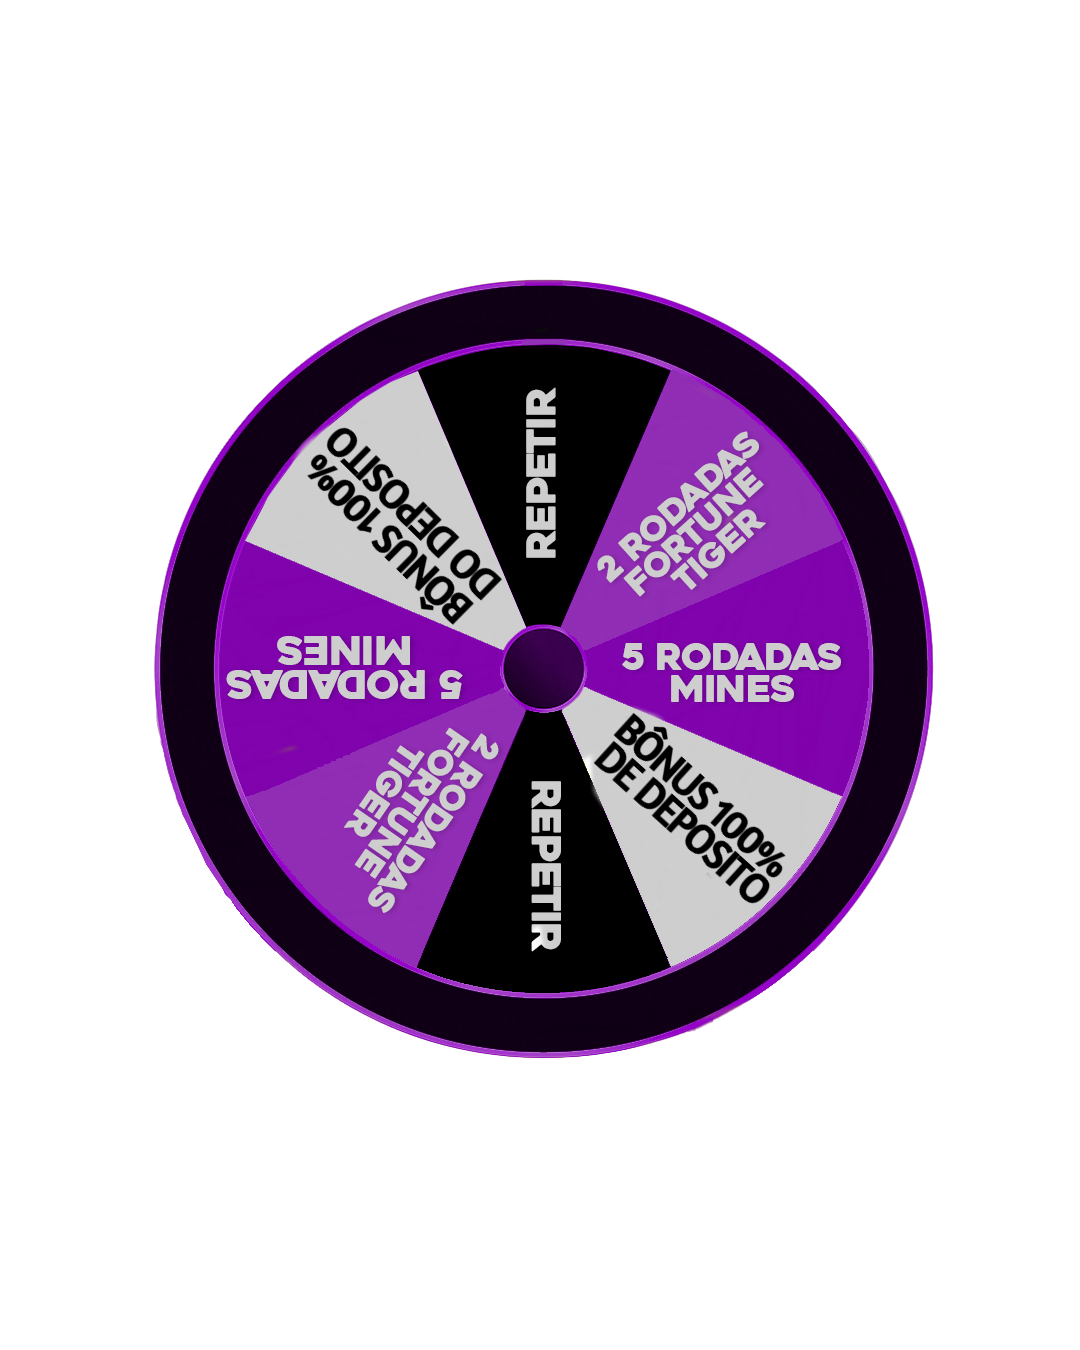 REPETIR
2 RODADAS
FORTUNE
TIGER
5 RODADAS
MINES
BÔNUS 100%
DE DEPOSITO
REPETIR
2 RODADAS
FORTUNE
TIGER
5 RODADAS
MINES
BÔNUS 100%
DO DEPOSITO